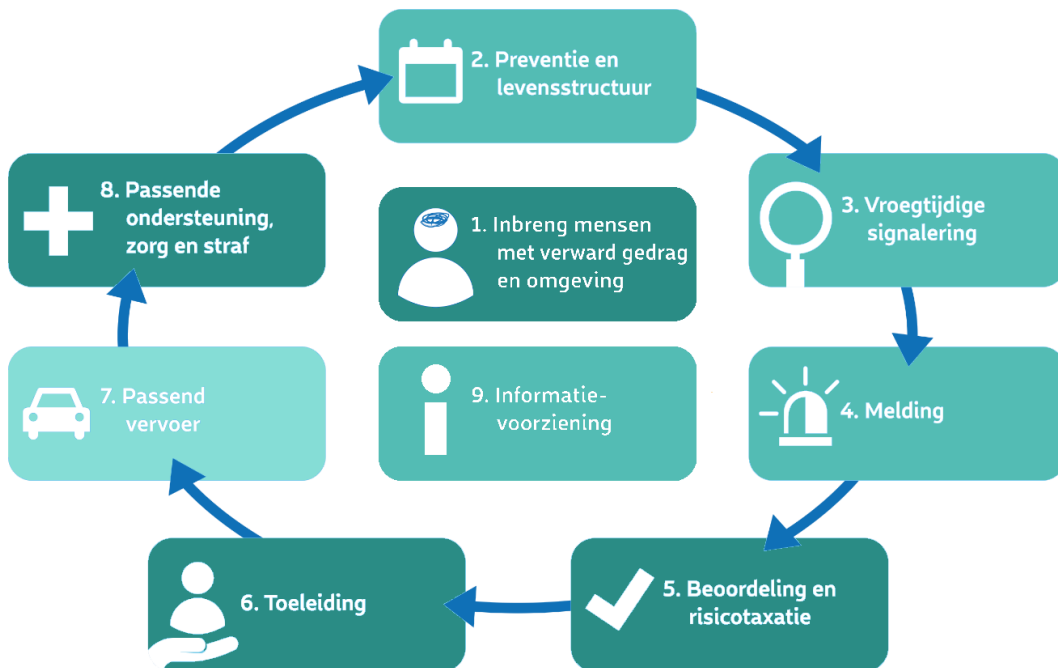 2. Preventie en
levensstructuur
8. Passende
ondersteuning,
zorg en straf
1. Inbreng mensen
met verward gedrag
en omgeving
3. Vroegtijdige
signalering
7. Passend
vervoer
9. Informatie-
voorziening
4. Melding
6. Toeleiding
5. Beoordeling en
risicotaxatie